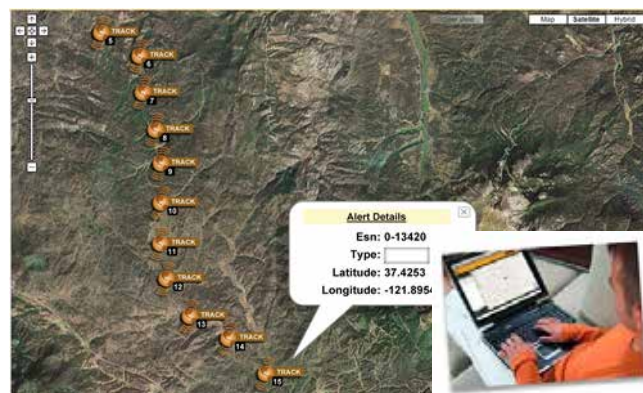 Map Satellite Hybrid
TRACK
5
TRACK
6
TRACK
7
TRACK
8
TRACK
9
TRACK
10
TRACK
11
TRACK
12
TRACK
13
TRACK
14
TRACK
15
Alert Details
Esn: 0-13420
Type:
Latitude: 37.4253
Longitude: -121.8954